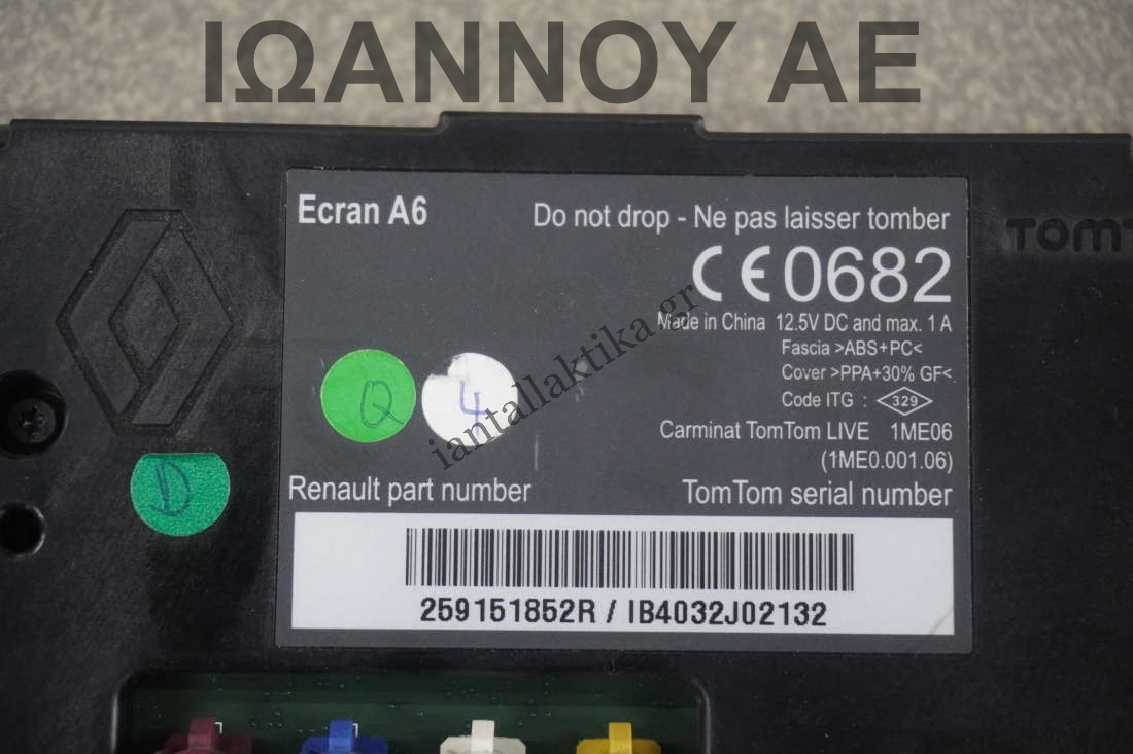 ΙΩΑΝΝΟΥ ΑΕ
Ecran A6
Do not drop - Ne pas laisser tomber
TOMT
CE0682
Made in China 12.5V DC and max. 1 A
Fascia >ABS+PC<
Cover >PPA+30% GF<
Code ITG : 329
Carminat TomTom LIVE 1ME06
(1ME0.001.06)
Q
4
iantallaktika.gr
D
Renault part number
TomTom serial number
259151852R / IB4032J02132